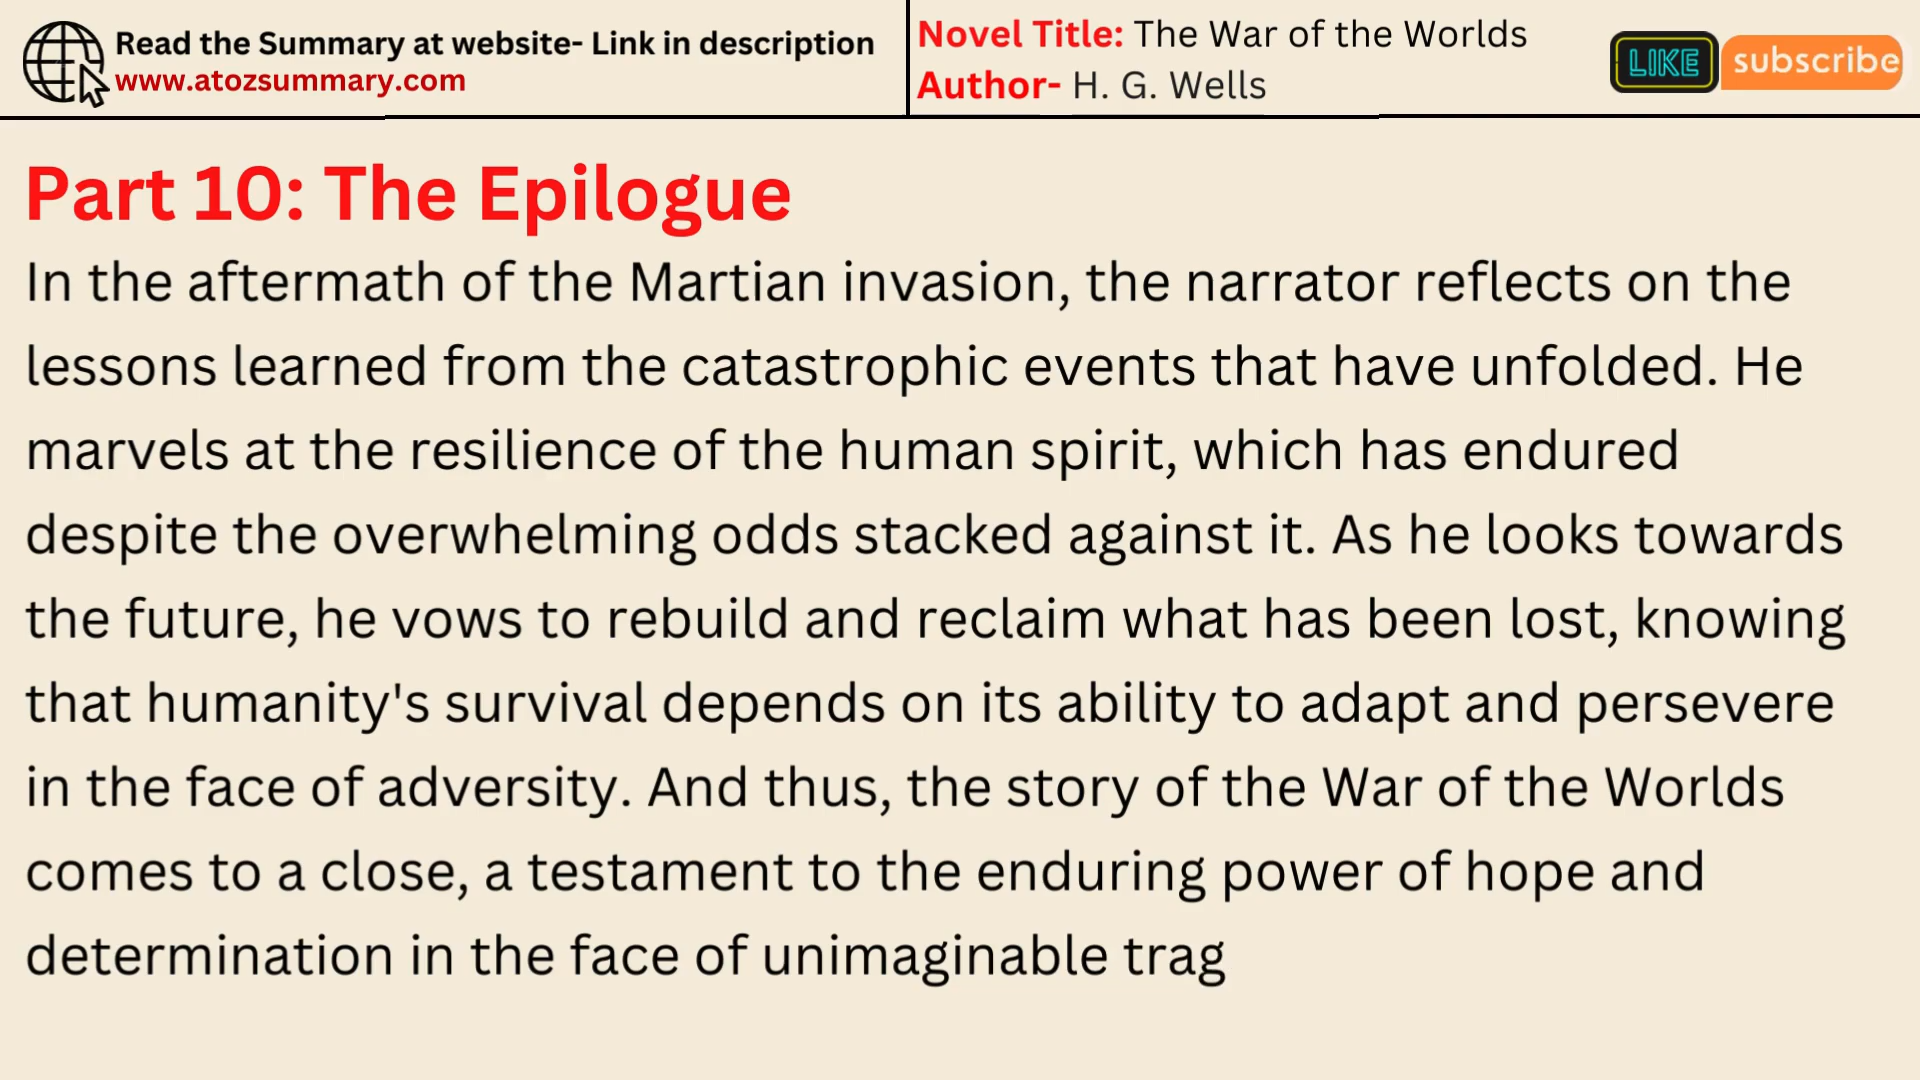 Read the Summary at website- Link in description
www.atozsummary.com
Novel Title: The War of the Worlds
Author- H. G. Wells
LIKE
subscribe
Part 10: The Epilogue
In the aftermath of the Martian invasion, the narrator reflects on the
lessons learned from the catastrophic events that have unfolded. He
marvels at the resilience of the human spirit, which has endured
despite the overwhelming odds stacked against it. As he looks towards
the future, he vows to rebuild and reclaim what has been lost, knowing
that humanity's survival depends on its ability to adapt and persevere
in the face of adversity. And thus, the story of the War of the Worlds
comes to a close, a testament to the enduring power of hope and
determination in the face of unimaginable trag